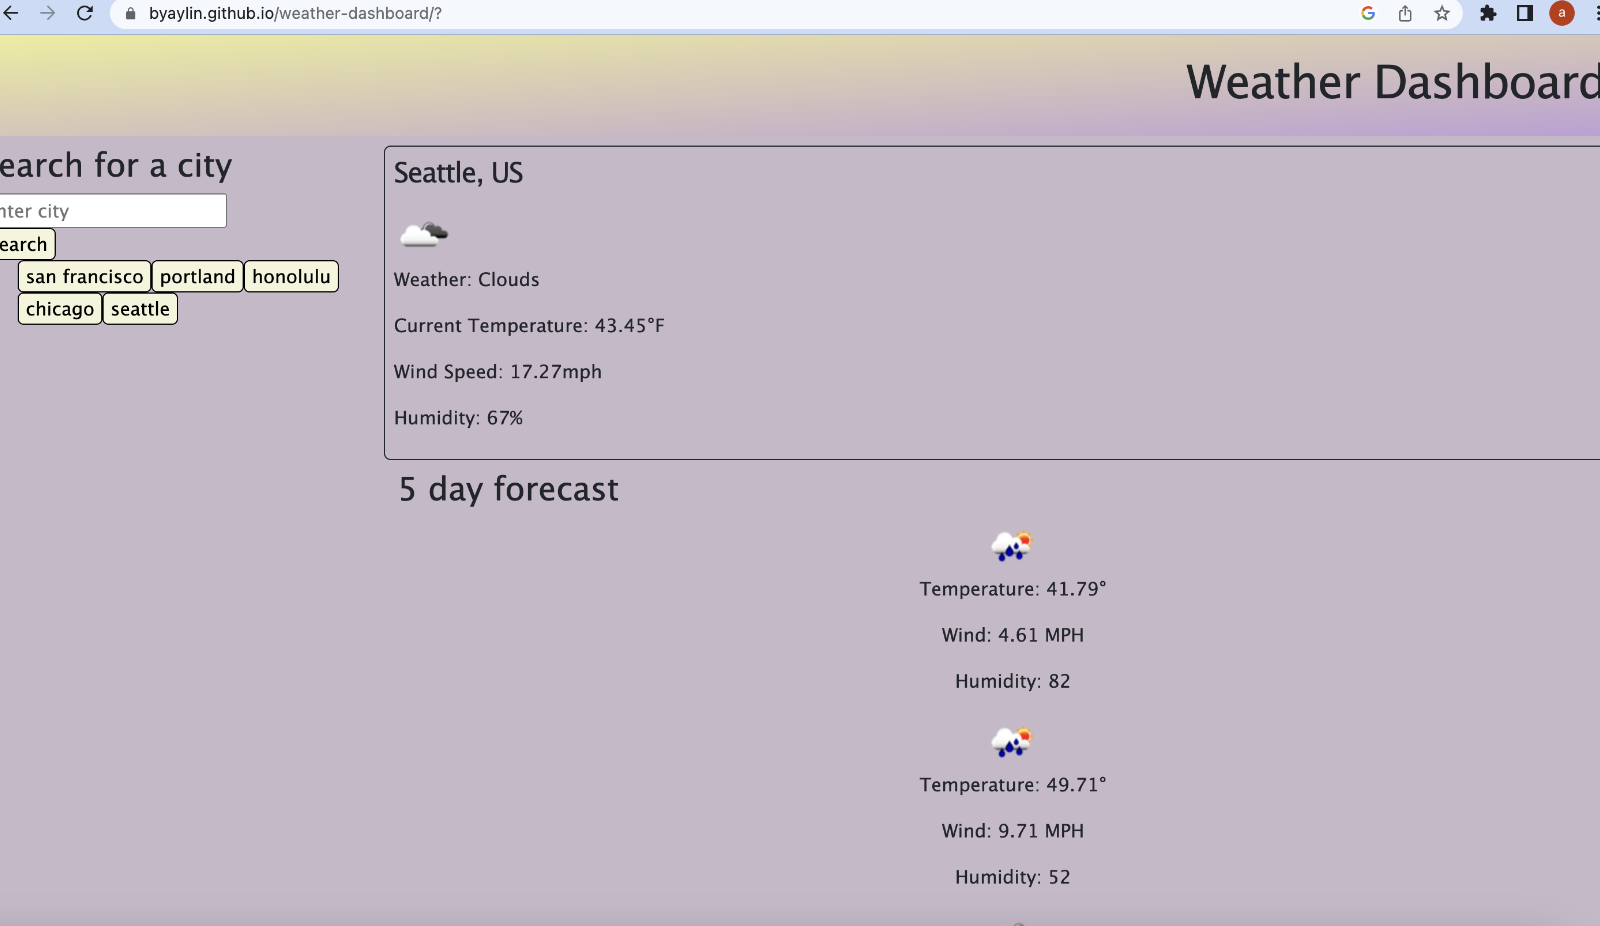 byaylin.github.io/weather-dashboard/?
a
Weather Dashboard
earch for a city
nter city
earch
san francisco portland honolulu
chicago seattle
Seattle, US
Weather: Clouds
Current Temperature: 43.45°F
Wind Speed: 17.27mph
Humidity: 67%
5 day forecast
Temperature: 41.79°
Wind: 4.61 MPH
Humidity: 82
Temperature: 49.71°
Wind: 9.71 MPH
Humidity: 52